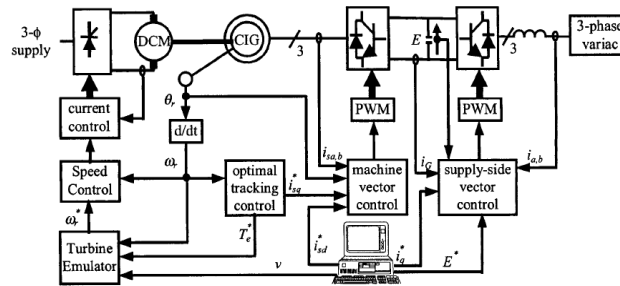 3-ϕ
supply
DCM
CIG
3
E
3
3-phase
variac
θr
PWM
PWM
current
control
d/dt
isa,b
iG
ia,b
ωr
Speed
Control
optimal
tracking
control
i*sq
machine
vector
control
supply-side
vector
control
ω*r
T*e
i*sd
i*q
E*
Turbine
Emulator
v